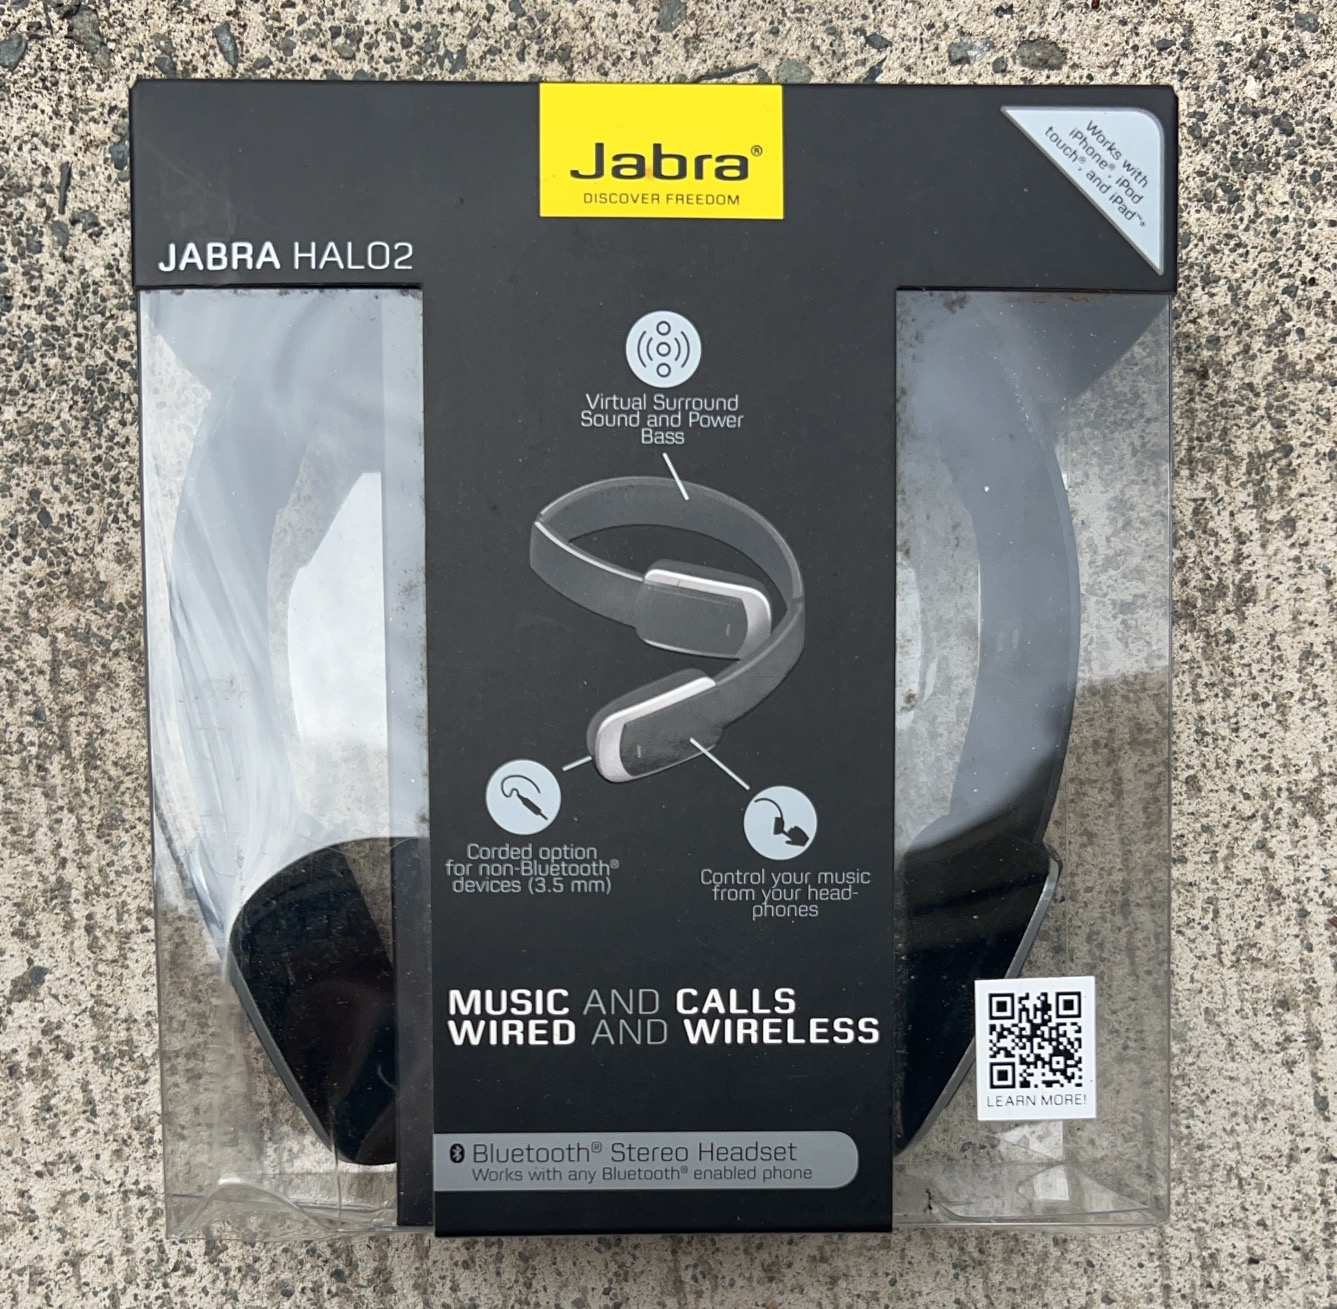 Jabra®
DISCOVER FREEDOM
Works with
iPhone®, iPod
touch®, and iPad™*
JABRA HALO2
Virtual Surround
Sound and Power
Bass
Corded option
for non-Bluetooth®
devices (3.5 mm)
Control your music
from your head-
phones
MUSIC AND CALLS
WIRED AND WIRELESS
LEARN MORE!
Bluetooth® Stereo Headset
Works with any Bluetooth® enabled phone